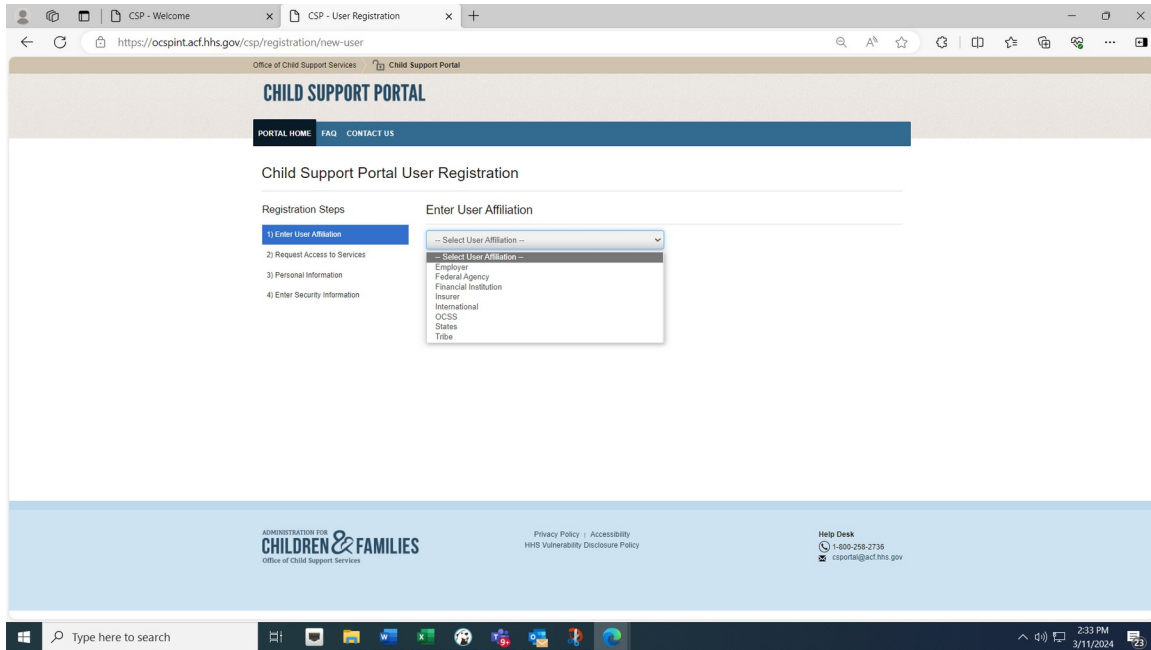 CSP - Welcome
CSP - User Registration
https://ocspint.acf.hhs.gov/csp/registration/new-user
Office of Child Support Services
Child Support Portal
CHILD SUPPORT PORTAL
PORTAL HOME FAQ CONTACT US
Child Support Portal User Registration
Registration Steps
1) Enter User Affiliation
2) Request Access to Services
3) Personal Information
4) Enter Security Information
Enter User Affiliation
-- Select User Affiliation --
-- Select User Affiliation --
Employer
Federal Agency
Financial Institution
Insurer
International
OCSS
States
Tribe
ADMINISTRATION FOR
CHILDREN & FAMILIES
Office of Child Support Services
Privacy Policy | Accessibility
HHS Vulnerability Disclosure Policy
Help Desk
1-800-258-2736
csportal@acf.hhs.gov
Type here to search
9+
2:33 PM
3/11/2024
23